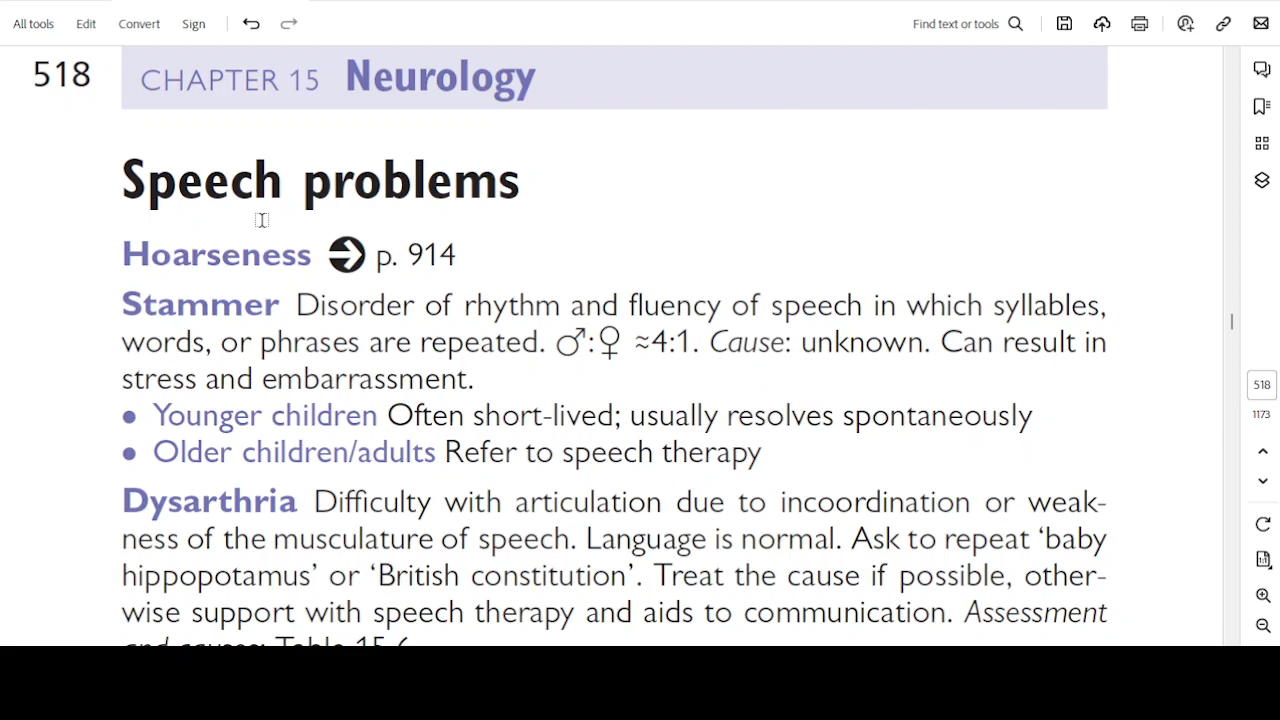 All tools Edit Convert Sign Find text or tools
518 CHAPTER 15 Neurology
Speech problems
Hoarseness p. 914
Stammer Disorder of rhythm and fluency of speech in which syllables,
words, or phrases are repeated. ♂:♀ ≈4:1. Cause: unknown. Can result in
stress and embarrassment.
• Younger children Often short-lived; usually resolves spontaneously
• Older children/adults Refer to speech therapy
Dysarthria Difficulty with articulation due to incoordination or weak-
ness of the musculature of speech. Language is normal. Ask to repeat ‘baby
hippopotamus’ or ‘British constitution’. Treat the cause if possible, other-
wise support with speech therapy and aids to communication. Assessment
and causes: Table 15.6
518
1173